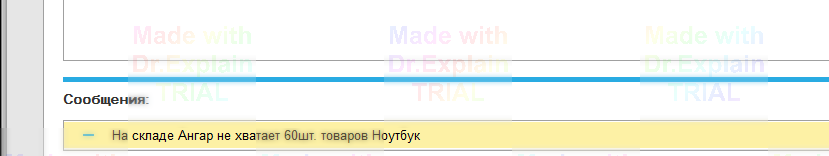 Made with Made with Made with
Dr.Explain Dr.Explain Dr.Explain
TRIAL TRIAL TRIAL
Сообщения:
На складе Ангар не хватает 60шт. товаров Ноутбук